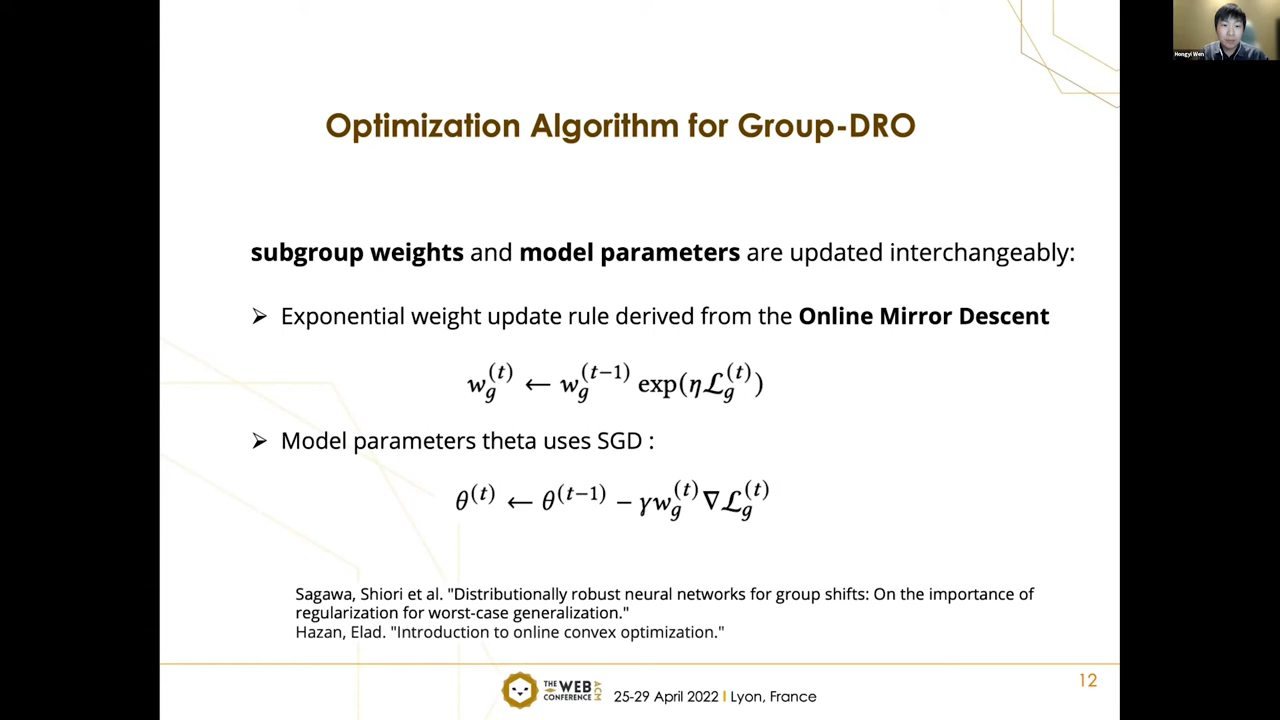 Hongyi Wen
Optimization Algorithm for Group-DRO
subgroup weights and model parameters are updated interchangeably:
➢ Exponential weight update rule derived from the Online Mirror Descent
w_g^{(t)} ← w_g^{(t−1)} exp(ηℒ_g^{(t)})
➢ Model parameters theta uses SGD :
θ^{(t)} ← θ^{(t−1)} − γw_g^{(t)}∇ℒ_g^{(t)}
Sagawa, Shiori et al. "Distributionally robust neural networks for group shifts: On the importance of
regularization for worst-case generalization."
Hazan, Elad. "Introduction to online convex optimization."
12
THE WEB CONFERENCE ACM
25-29 April 2022 I Lyon, France